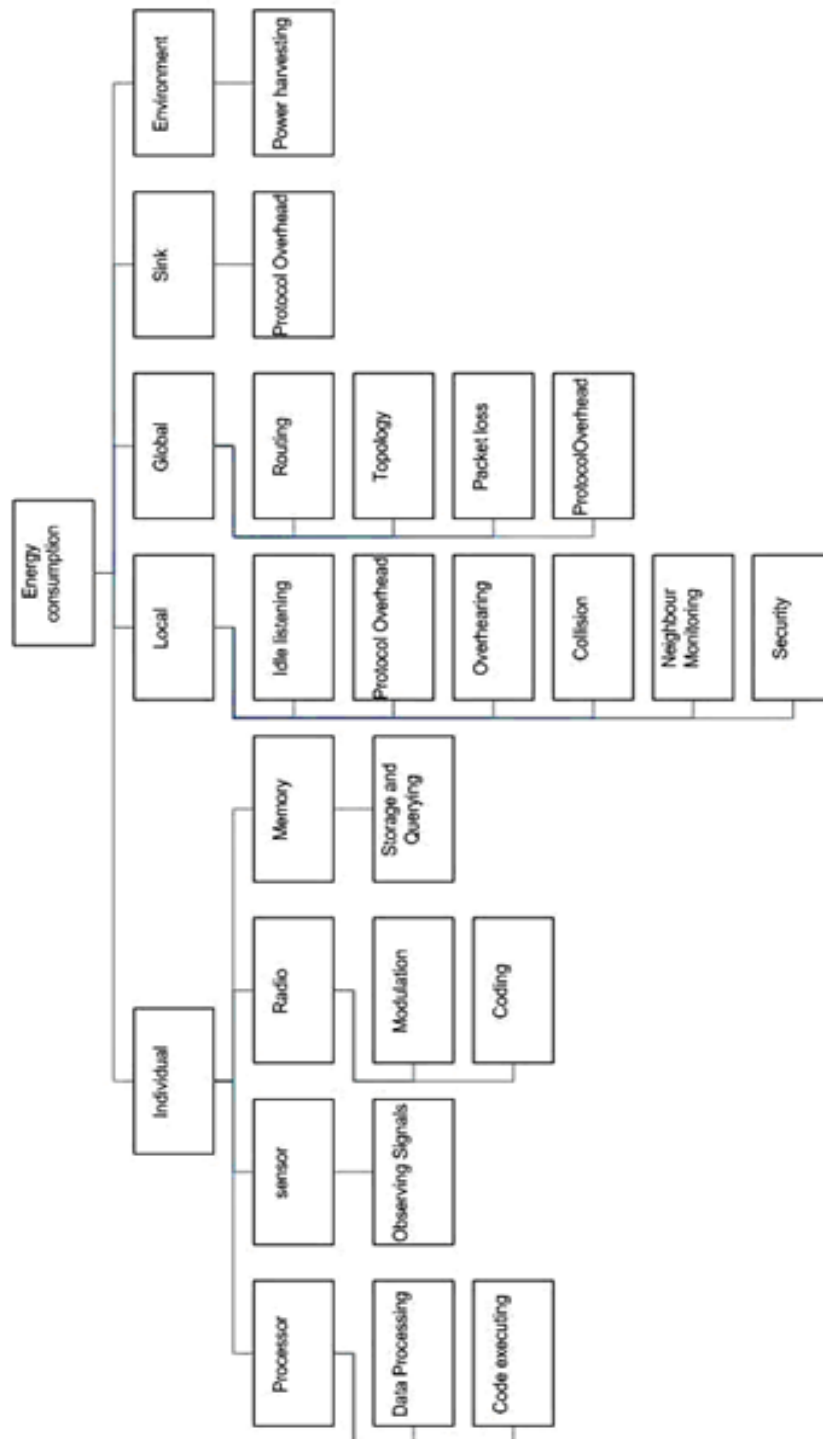 Energy
consumption
Individual
Local
Global
Sink
Environment
Processor
sensor
Radio
Memory
Idle listening
Routing
Protocol Overhead
Power harvesting
Data Processing
Observing Signals
Modulation
Storage and
Querying
Protocol Overhead
Topology
Code executing
Coding
Overhearing
Packet loss
Collision
ProtocolOverhead
Neighbour
Monitoring
Security